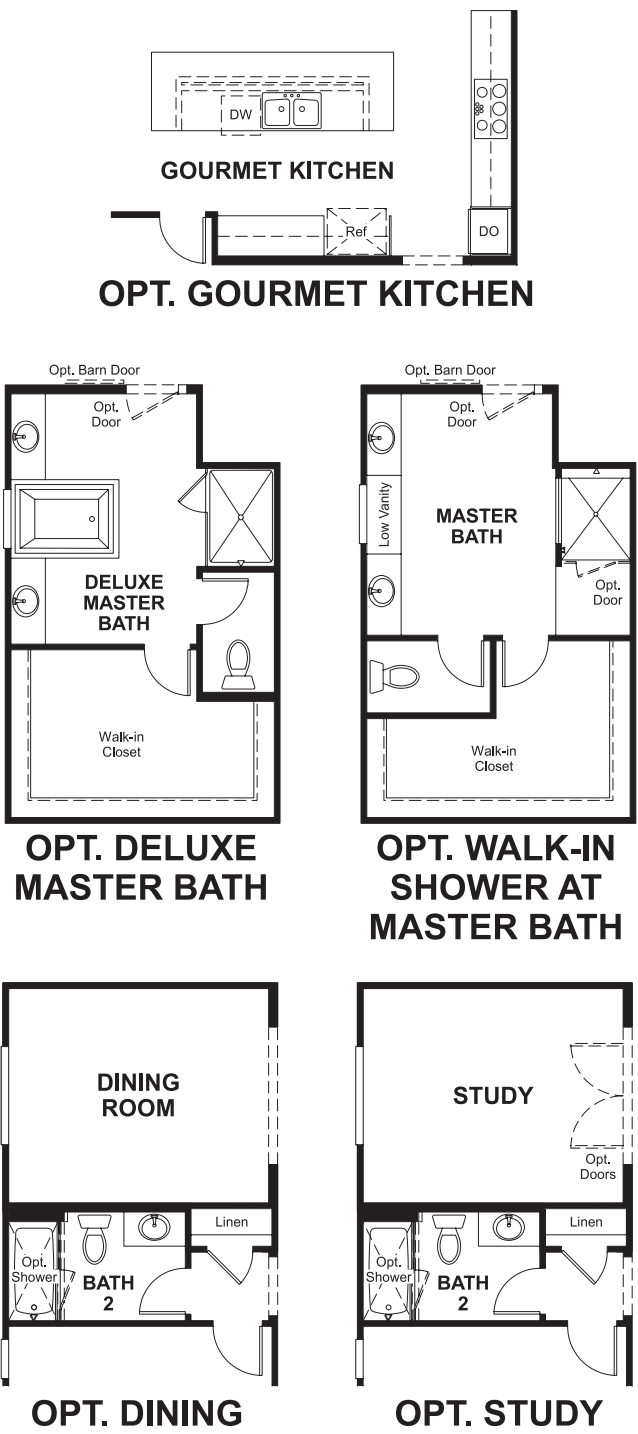 DW
GOURMET KITCHEN
Ref
DO
OPT. GOURMET KITCHEN
Opt. Barn Door
Opt.
Door
DELUXE
MASTER
BATH
Walk-in
Closet
OPT. DELUXE
MASTER BATH
Opt. Barn Door
Opt.
Door
Low Vanity
MASTER
BATH
Opt.
Door
Walk-in
Closet
OPT. WALK-IN
SHOWER AT
MASTER BATH
DINING
ROOM
Linen
Opt.
Shower
BATH
2
OPT. DINING
STUDY
Opt.
Doors
Linen
Opt.
Shower
BATH
2
OPT. STUDY